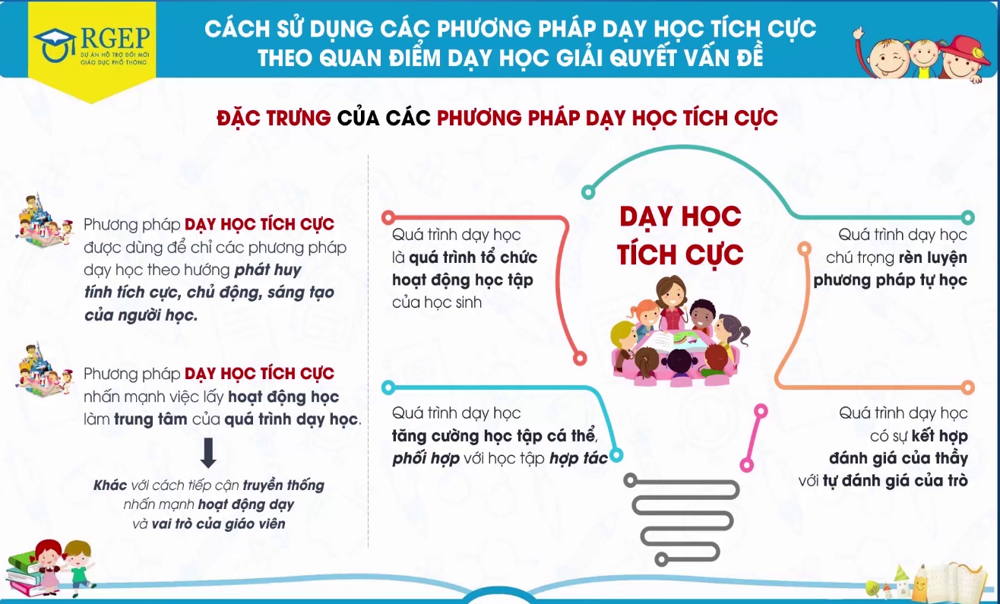 RGEP
DỰ ÁN HỖ TRỢ ĐỔI MỚI
GIÁO DỤC PHỔ THÔNG
CÁCH SỬ DỤNG CÁC PHƯƠNG PHÁP DẠY HỌC TÍCH CỰC
THEO QUAN ĐIỂM DẠY HỌC GIẢI QUYẾT VẤN ĐỀ
ĐẶC TRƯNG CỦA CÁC PHƯƠNG PHÁP DẠY HỌC TÍCH CỰC
Phương pháp DẠY HỌC TÍCH CỰC
được dùng để chỉ các phương pháp
dạy học theo hướng phát huy
tính tích cực, chủ động, sáng tạo
của người học.
Phương pháp DẠY HỌC TÍCH CỰC
nhấn mạnh việc lấy hoạt động học
làm trung tâm của quá trình dạy học.
Khác với cách tiếp cận truyền thống
nhấn mạnh hoạt động dạy
và vai trò của giáo viên
DẠY HỌC
TÍCH CỰC
Quá trình dạy học
là quá trình tổ chức
hoạt động học tập
của học sinh
Quá trình dạy học
chú trọng rèn luyện
phương pháp tự học
Quá trình dạy học
tăng cường học tập cá thể,
phối hợp với học tập hợp tác
Quá trình dạy học
có sự kết hợp
đánh giá của thầy
với tự đánh giá của trò